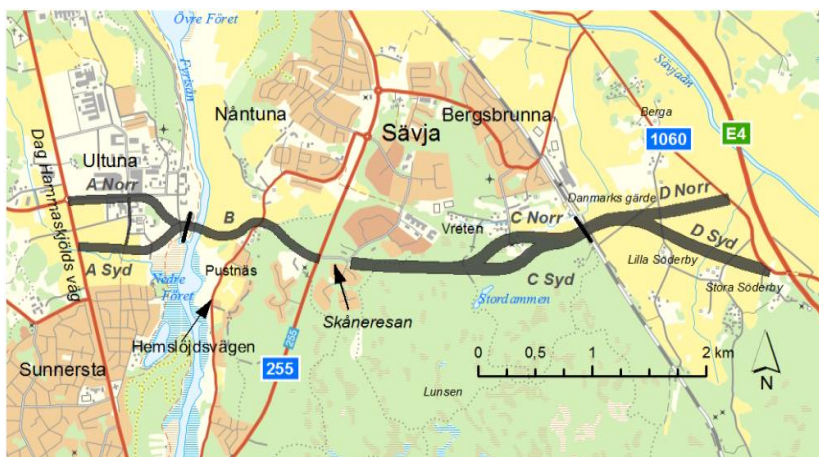 Övre Föret
Fyrisån
Sävjaån
Nåntuna
Bergsbrunna
Berga
Sävja
1060
E4
Ultuna
Dag Hammaskjölds väg
A Norr
B
Danmarks gärde
D Norr
Vreten
C Norr
A Syd
Pustnäs
Lilla Söderby
D Syd
Nedre
Föret
C Syd
Stora Söderby
Stordammen
Skåneresan
255
Hemslöjdsvägen
Sunnersta
255
0 0,5 1 2 km
Lunsen
N